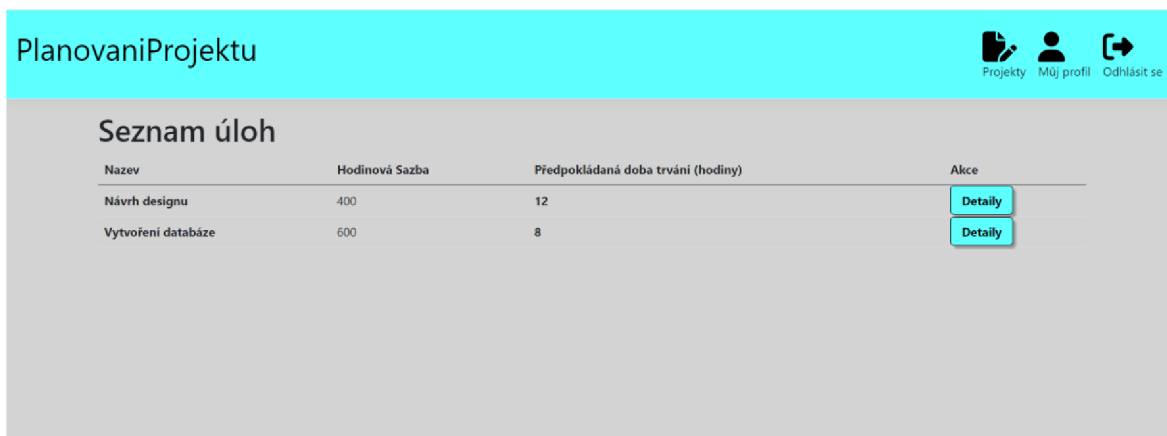 PlanovaniProjektu
Projekty Můj profil Odhlásit se
Seznam úloh
Nazev Hodinová Sazba Předpokládaná doba trvání (hodiny) Akce
Návrh designu 400 12 Detaily
Vytvoření databáze 600 8 Detaily